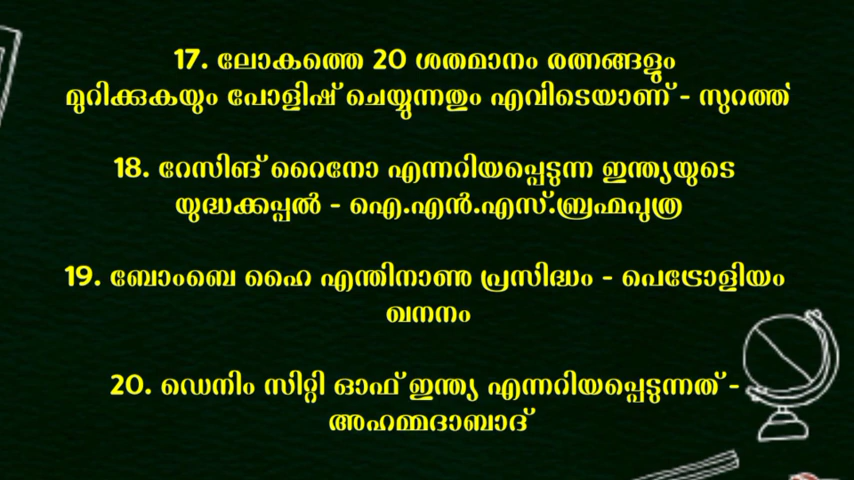 17. ലോകത്തെ 20 ശതമാനം രത്നങ്ങളും
മുറിക്കുകയും പോളിഷ് ചെയ്യുന്നതും എവിടെയാണ് - സൂറത്ത്
18. റേസിങ് റൈനോ എന്നറിയപ്പെടുന്ന ഇന്ത്യയുടെ
യുദ്ധക്കപ്പൽ - ഐ.എൻ.എസ്.ബ്രഹ്മപുത്ര
19. ബോംബെ ഹൈ എന്തിനാണു പ്രസിദ്ധം - പെട്രോളിയം
ഖനനം
20. ഡെനിം സിറ്റി ഓഫ് ഇന്ത്യ എന്നറിയപ്പെടുന്നത് -
അഹമ്മദാബാദ്